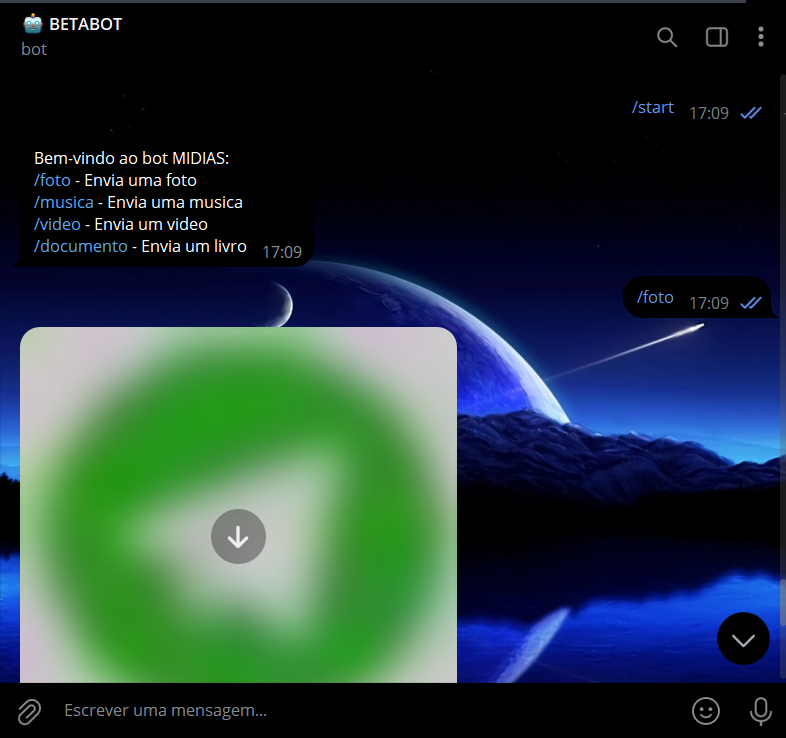 🤖 BETABOT
bot
/start 17:09
Bem-vindo ao bot MIDIAS:
/foto - Envia uma foto
/musica - Envia uma musica
/video - Envia um video
/documento - Envia um livro 17:09
/foto 17:09
Escrever uma mensagem...